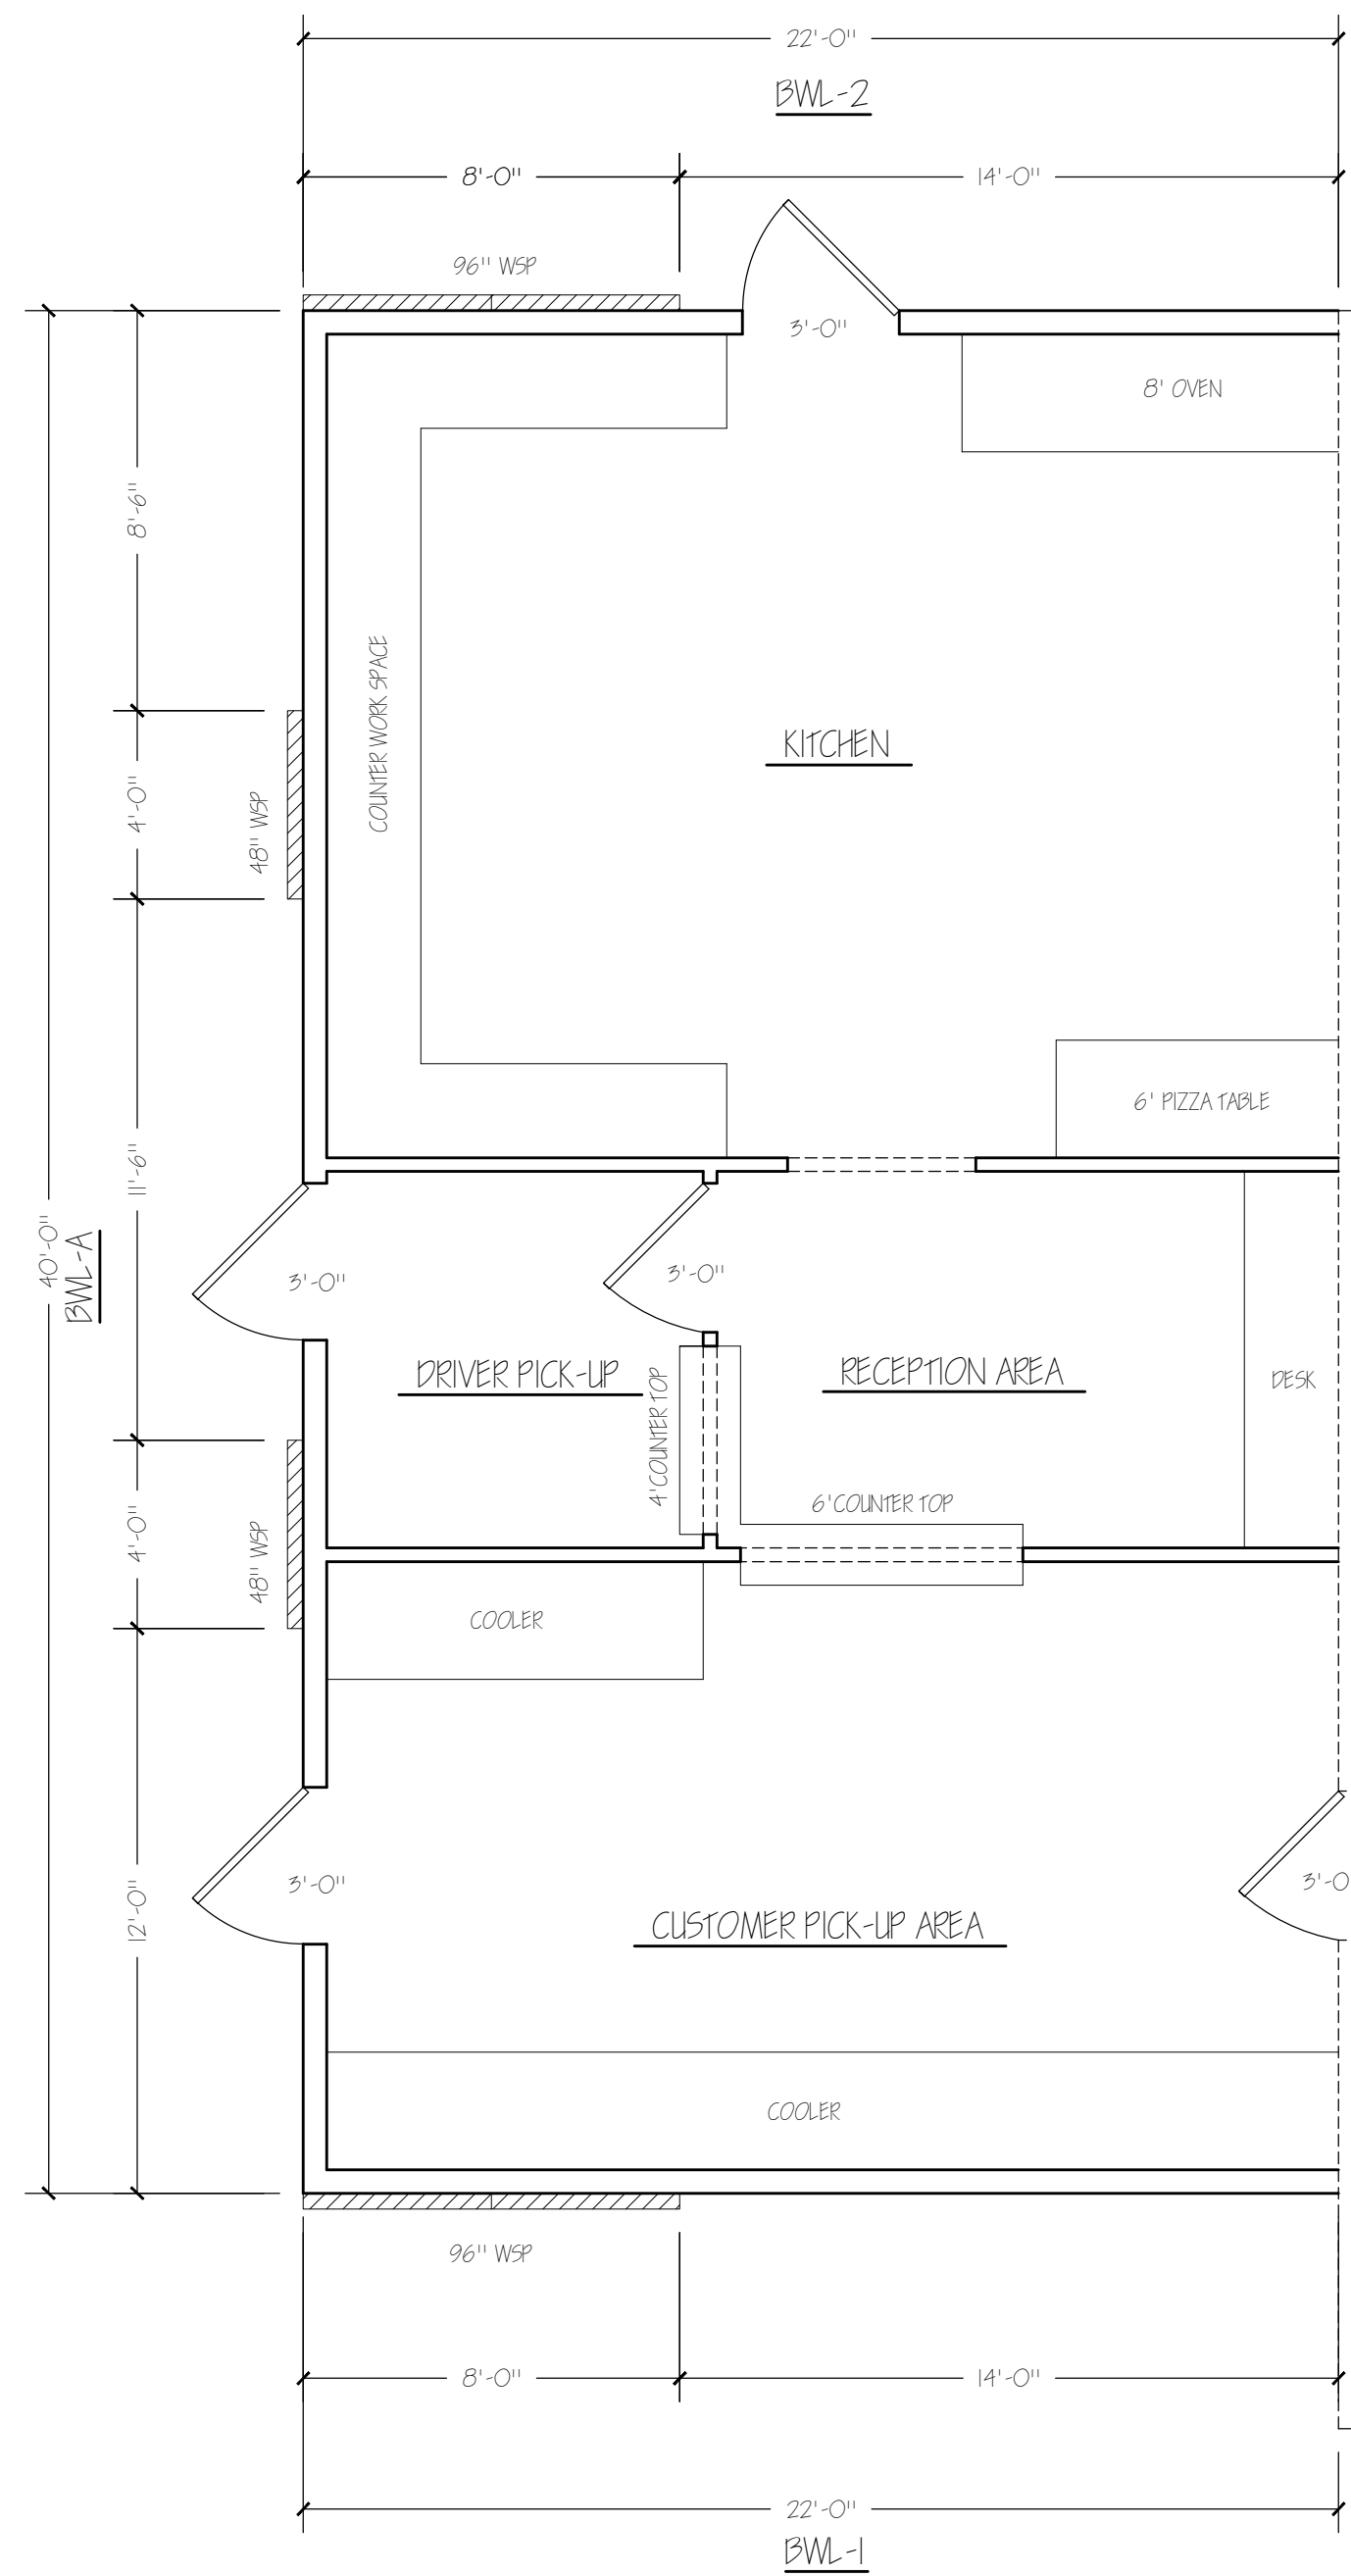 22'-0"
BWL-2
8'-0"
14'-0"
96" WSP
3'-0"
8' OVEN
8'-6"
COUNTER WORK SPACE
KITCHEN
4'-0"
48" WSP
6' PIZZA TABLE
11'-6"
40'-0"
BWL-A
3'-0"
3'-0"
DRIVER PICK-UP
RECEPTION AREA
DESK
4' COUNTER TOP
6' COUNTER TOP
4'-0"
48" WSP
COOLER
3'-0"
3'-0
12'-0"
CUSTOMER PICK-UP AREA
COOLER
96" WSP
8'-0"
14'-0"
22'-0"
BWL-1